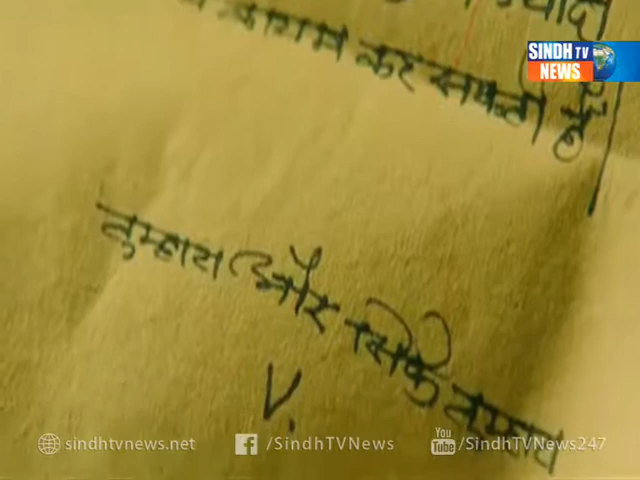 SINDH TV
NEWS
कर सकती हूँ
तुम्हारा और सिर्फ तुम्हारा
V.
sindhtvnews.net
/SindhTVNews
You Tube /SindhTVNews247